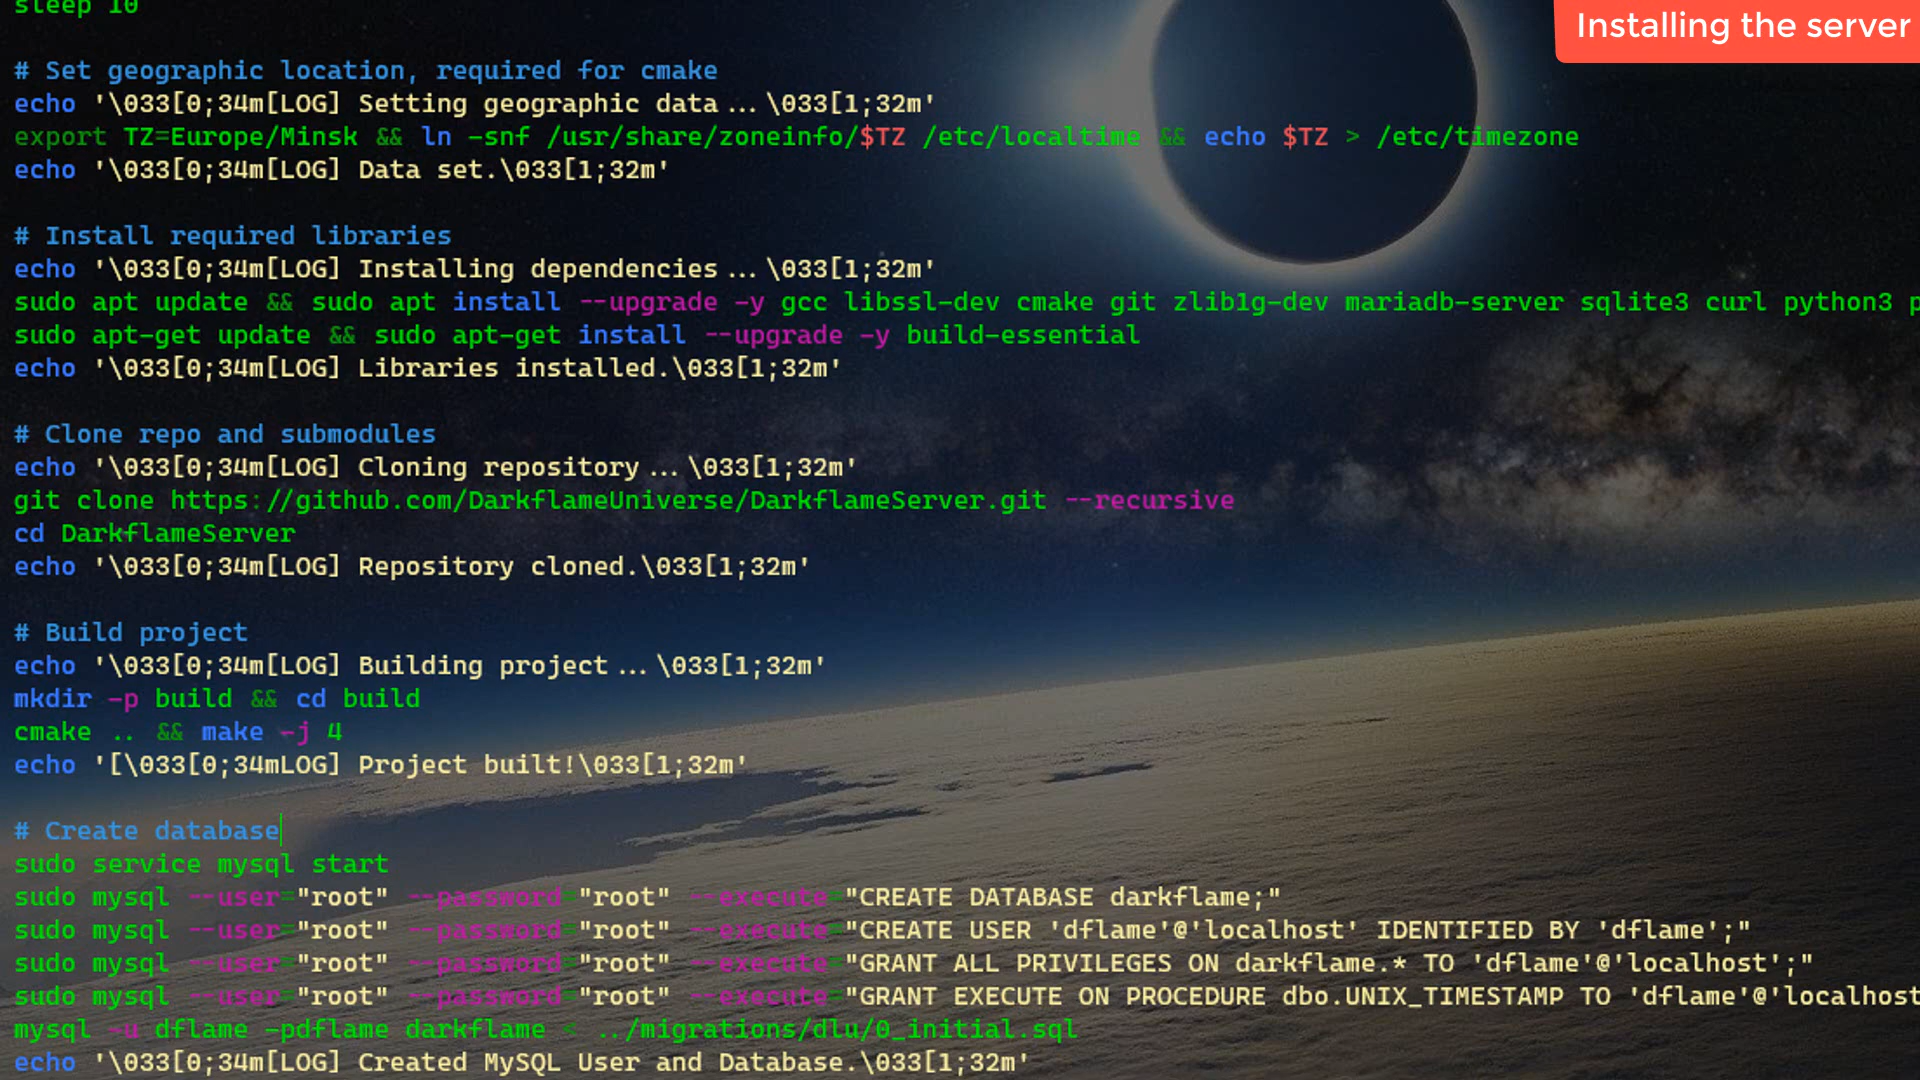 sleep 10
Installing the server
# Set geographic location, required for cmake
echo '\033[0;34m[LOG] Setting geographic data...\033[1;32m'
export TZ=Europe/Minsk && ln -snf /usr/share/zoneinfo/$TZ /etc/localtime && echo $TZ > /etc/timezone
echo '\033[0;34m[LOG] Data set.\033[1;32m'
# Install required libraries
echo '\033[0;34m[LOG] Installing dependencies...\033[1;32m'
sudo apt update && sudo apt install --upgrade -y gcc libssl-dev cmake git zlib1g-dev mariadb-server sqlite3 curl python3 p
sudo apt-get update && sudo apt-get install --upgrade -y build-essential
echo '\033[0;34m[LOG] Libraries installed.\033[1;32m'
# Clone repo and submodules
echo '\033[0;34m[LOG] Cloning repository...\033[1;32m'
git clone https://github.com/DarkflameUniverse/DarkflameServer.git --recursive
cd DarkflameServer
echo '\033[0;34m[LOG] Repository cloned.\033[1;32m'
# Build project
echo '\033[0;34m[LOG] Building project...\033[1;32m'
mkdir -p build && cd build
cmake .. && make -j 4
echo '[\033[0;34mLOG] Project built!\033[1;32m'
# Create database
sudo service mysql start
sudo mysql --user="root" --password="root" --execute="CREATE DATABASE darkflame;"
sudo mysql --user="root" --password="root" --execute="CREATE USER 'dflame'@'localhost' IDENTIFIED BY 'dflame';"
sudo mysql --user="root" --password="root" --execute="GRANT ALL PRIVILEGES ON darkflame.* TO 'dflame'@'localhost';"
sudo mysql --user="root" --password="root" --execute="GRANT EXECUTE ON PROCEDURE dbo.UNIX_TIMESTAMP TO 'dflame'@'localhost
mysql -u dflame -pdflame darkflame < ../migrations/dlu/0_initial.sql
echo '\033[0;34m[LOG] Created MySQL User and Database.\033[1;32m'